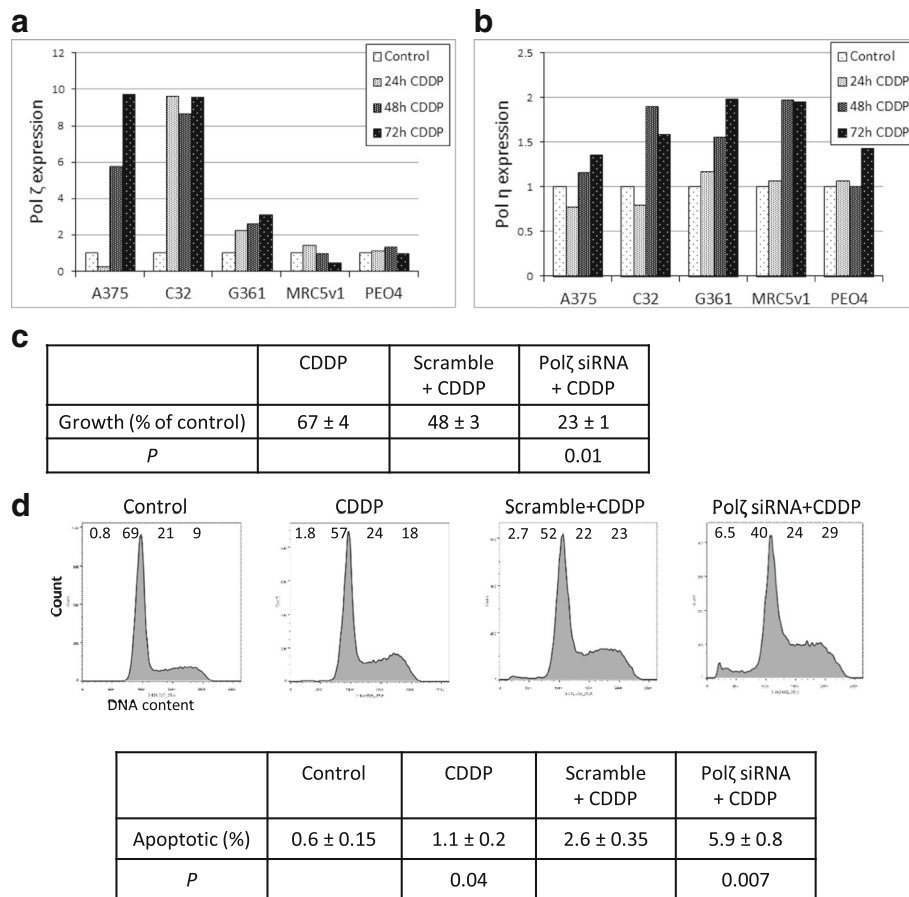 a
b
12
10
8
6
4
2
0
Pol ζ expression
Control
24h CDDP
48h CDDP
72h CDDP
A375 C32 G361 MRC5v1 PEO4
2.5
2
1.5
1
0.5
0
Pol η expression
Control
24h CDDP
48h CDDP
72h CDDP
A375 C32 G361 MRC5v1 PEO4
c
CDDP
Scramble
+ CDDP
Polζ siRNA
+ CDDP
Growth (% of control) 67 ± 4 48 ± 3 23 ± 1
P 0.01
d
Control
0.8 69 21 9
Count
DNA content
CDDP
1.8 57 24 18
Scramble+CDDP
2.7 52 22 23
Polζ siRNA+CDDP
6.5 40 24 29
Control
CDDP
Scramble
+ CDDP
Polζ siRNA
+ CDDP
Apoptotic (%) 0.6 ± 0.15 1.1 ± 0.2 2.6 ± 0.35 5.9 ± 0.8
P 0.04 0.007